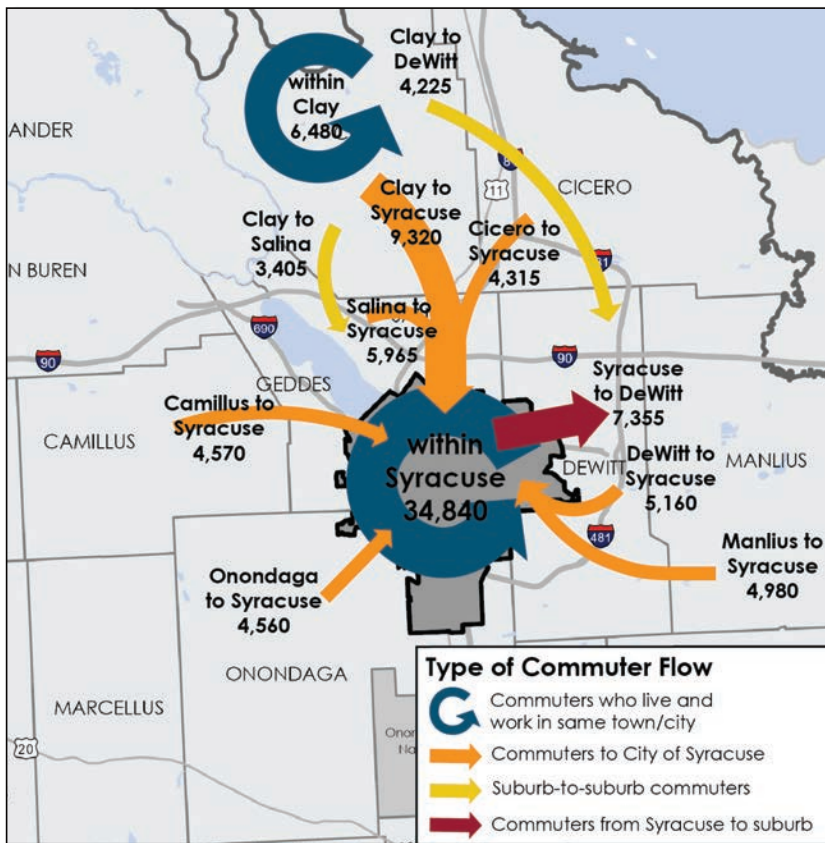 Clay to
DeWitt
4,225
within
Clay
6,480
ANDER
CICERO
11
Clay to
Syracuse
9,320
Clay to
Salina
3,405
Cicero to
Syracuse
4,315
N BUREN
Salina to
Syracuse
5,965
690
90
90
GEDDES
Syracuse
to DeWitt
7,355
Camillus to
Syracuse
4,570
CAMILLUS
within
Syracuse
34,840
DEWITT
DeWitt to
Syracuse
5,160
MANLIUS
481
Manlius to
Syracuse
4,980
Onondaga
to Syracuse
4,560
ONONDAGA
MARCELLUS
20
Type of Commuter Flow
Commuters who live and
work in same town/city
Commuters to City of Syracuse
Suburb-to-suburb commuters
Commuters from Syracuse to suburb